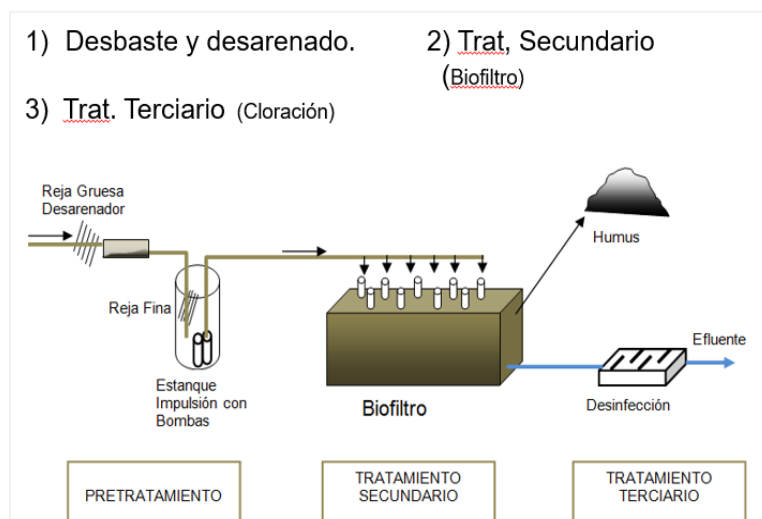 1) Desbaste y desarenado.
2) Trat, Secundario
(Biofiltro)
3) Trat. Terciario (Cloración)
Reja Gruesa
Desarenador
Reja Fina
Estanque
Impulsión con
Bombas
Biofiltro
Humus
Efluente
Desinfección
PRETRATAMIENTO
TRATAMIENTO
SECUNDARIO
TRATAMIENTO
TERCIARIO